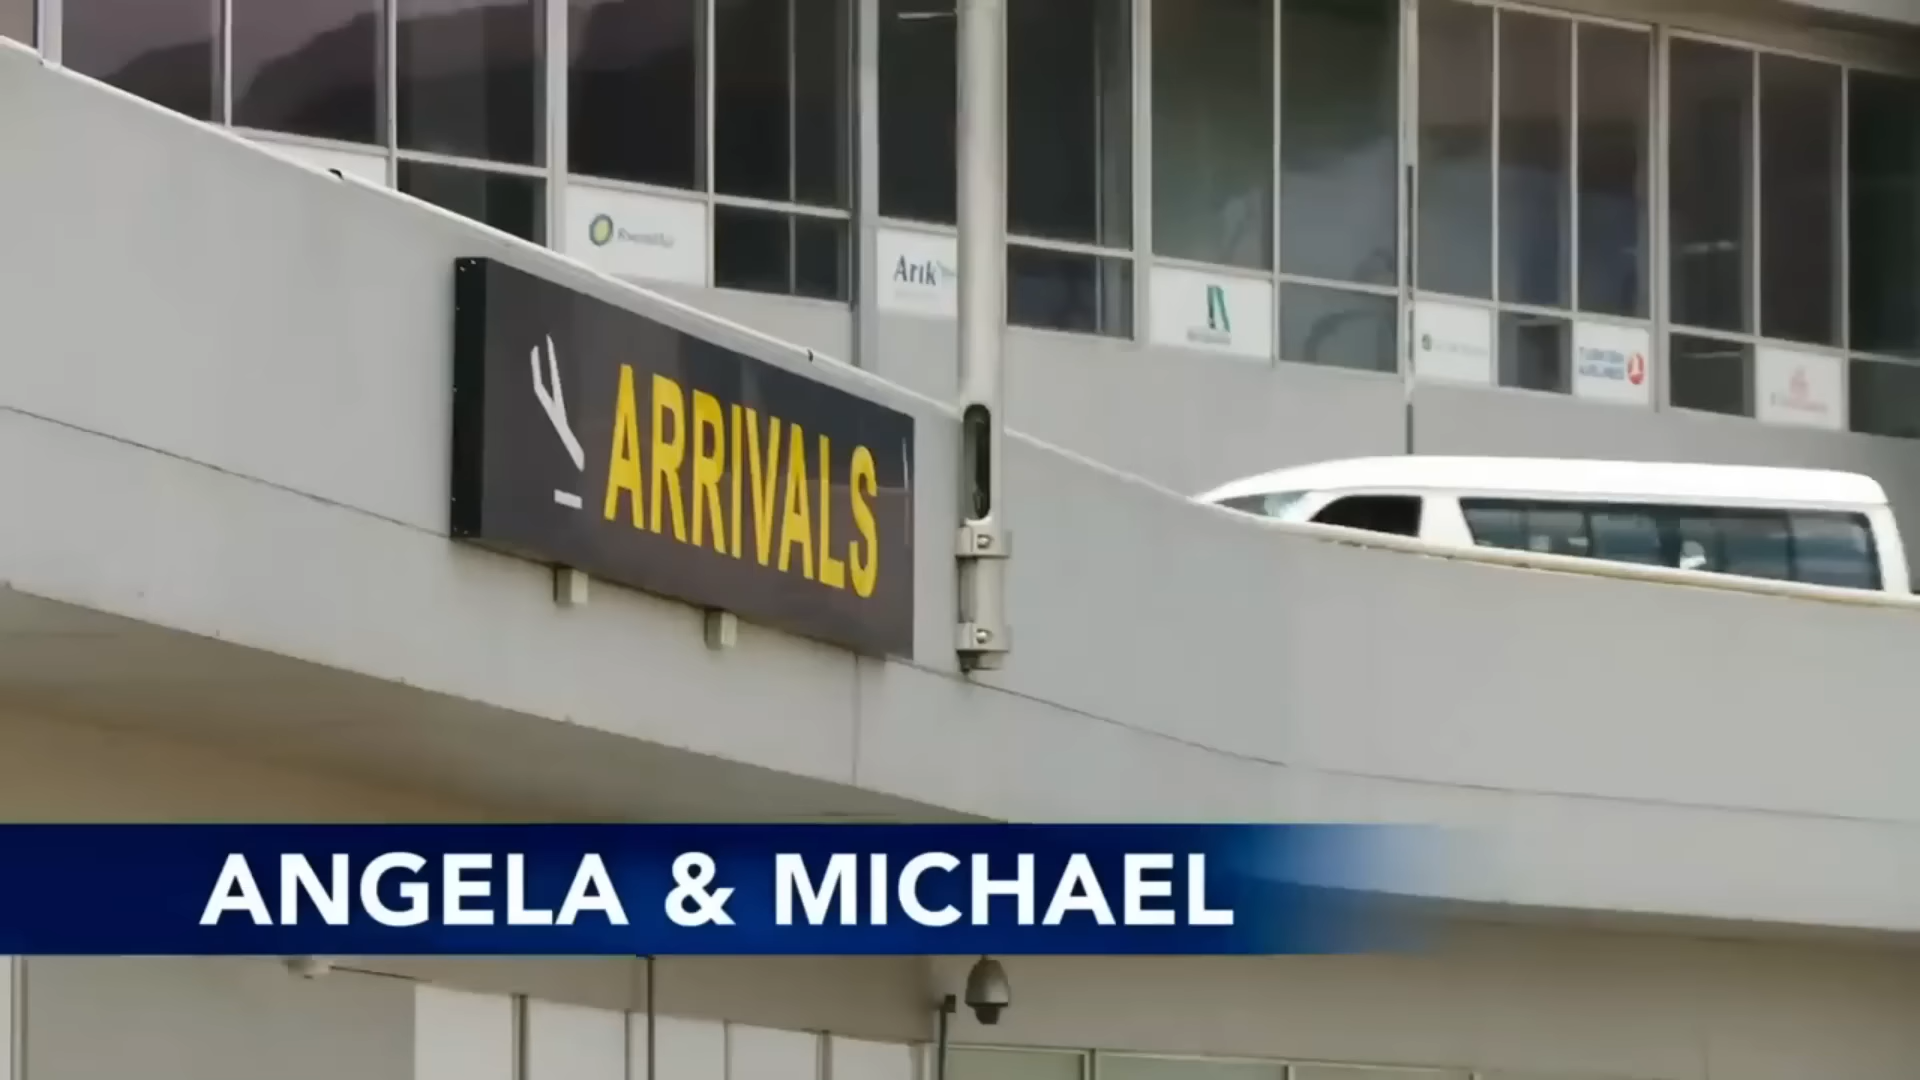 Arik
TURKISH
AIRLINES
ARRIVALS
ANGELA & MICHAEL